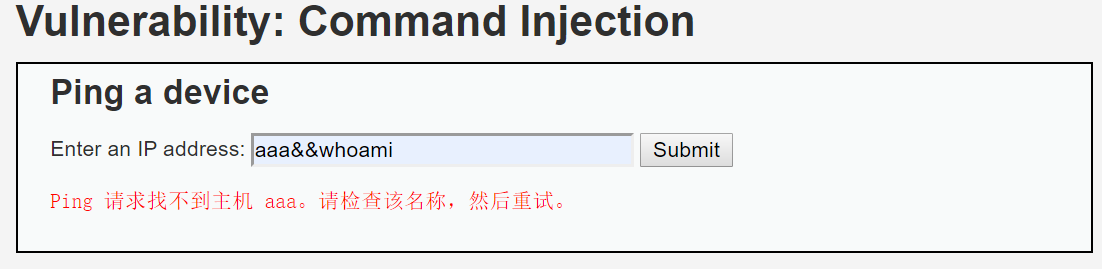 Vulnerability: Command Injection
Ping a device
Enter an IP address: aaa&&whoami Submit
Ping 请求找不到主机 aaa。请检查该名称，然后重试。